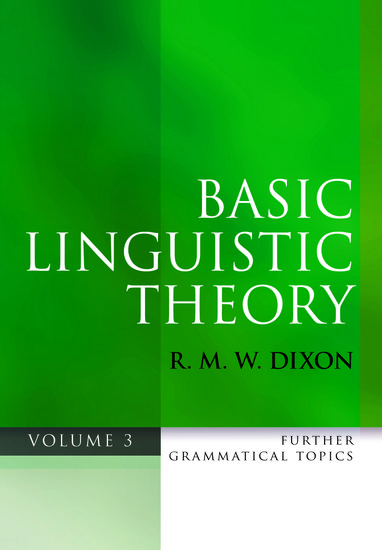 BASIC
LINGUISTIC
THEORY
R. M. W. DIXON
VOLUME 3
FURTHER
GRAMMATICAL TOPICS